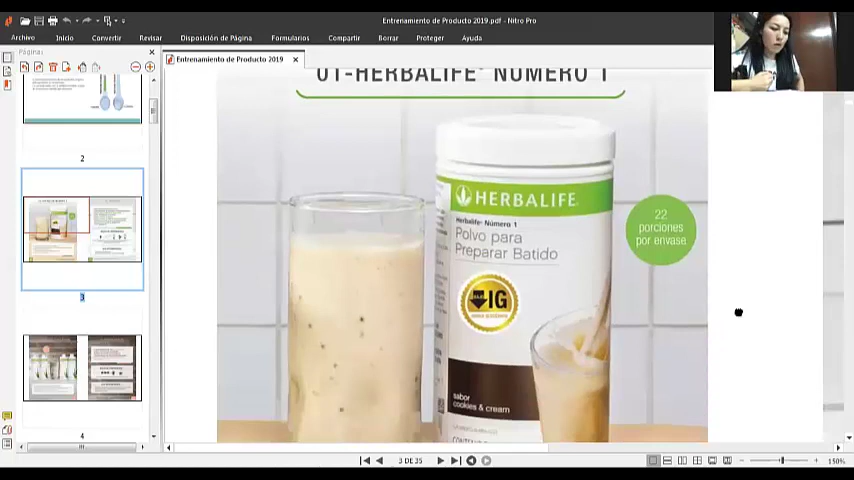 Entrenamiento de Producto 2019.pdf - Nitro Pro
Archivo
Inicio
Convertir
Revisar
Disposición de Página
Formularios
Compartir
Borrar
Proteger
Ayuda
Páginas
Entrenamiento de Producto 2019
2
3
4
01-HERBALIFE® NÚMERO 1
HERBALIFE
Herbalife® Número 1
Polvo para
Preparar Batido
IG
sabor
cookies & cream
22
porciones
por envase
3 DE 35
150%